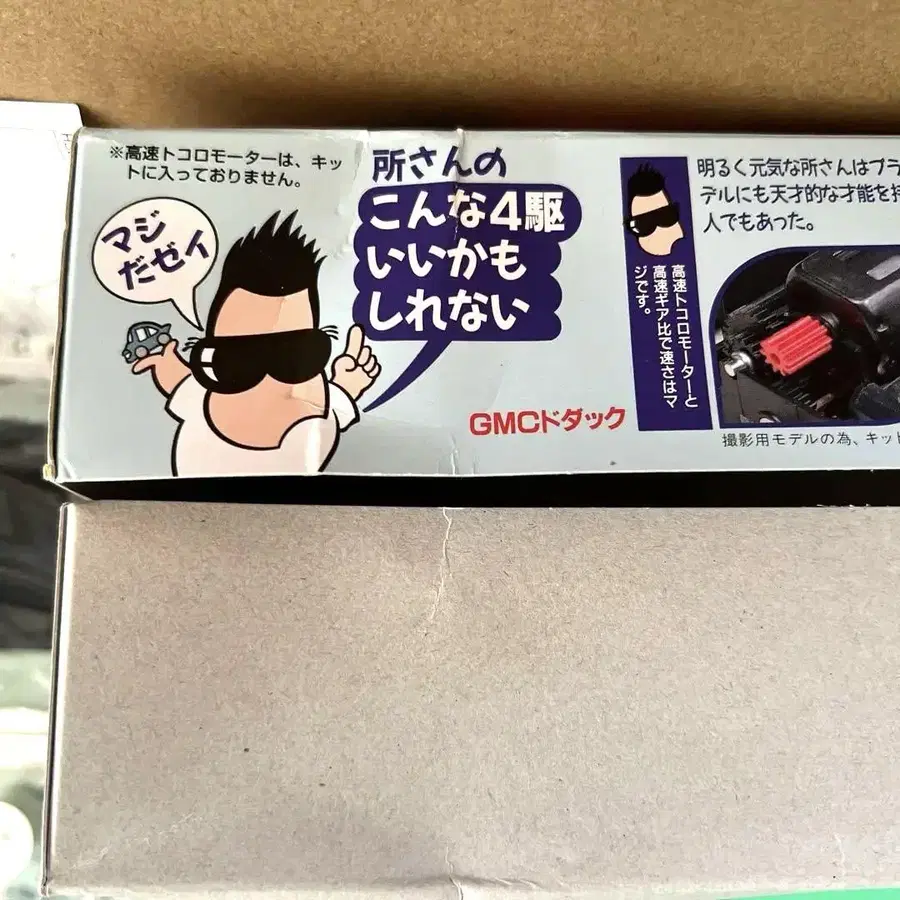 ※高速トコロモーターは、キッ
トに入っておりません。
マジ
だゼイ
所さんの
こんな4駆
いいかも
しれない
GMCドダック
高速トコロモーターと
高速ギア比で速さはマ
ジです。
明るく元気な所さんはプラ
デルにも天才的な才能を持
人でもあった。
撮影用モデルの為、キット